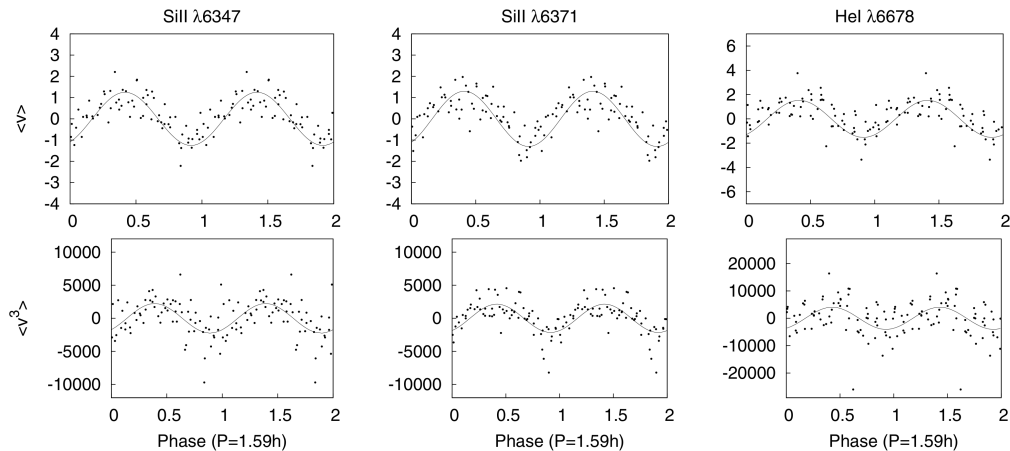 SiII λ6347
SiII λ6371
HeI λ6678
<v>
4
3
2
1
0
-1
-2
-3
-4
0 0.5 1 1.5 2
4
3
2
1
0
-1
-2
-3
-4
0 0.5 1 1.5 2
6
4
2
0
-2
-4
-6
0 0.5 1 1.5 2
<v³>
10000
5000
0
-5000
-10000
0 0.5 1 1.5 2
Phase (P=1.59h)
10000
5000
0
-5000
-10000
0 0.5 1 1.5 2
Phase (P=1.59h)
20000
10000
0
-10000
-20000
0 0.5 1 1.5 2
Phase (P=1.59h)